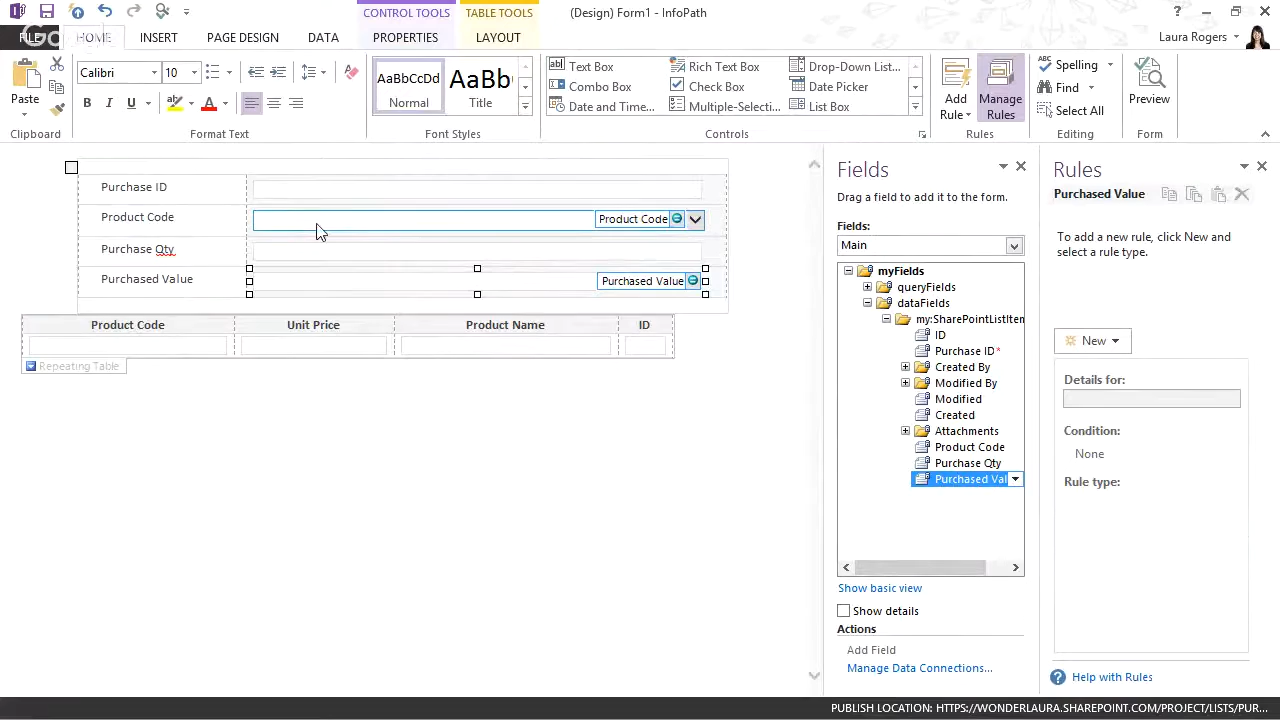 CONTROL TOOLS TABLE TOOLS (Design) Form1 - InfoPath ?
FILE HOME INSERT PAGE DESIGN DATA PROPERTIES LAYOUT Laura Rogers
Paste
Clipboard
Calibri 10
B I U A
Format Text
AaBbCcDd
Normal
AaBb
Title
Font Styles
Text Box Rich Text Box Drop-Down List...
Combo Box Check Box Date Picker
Date and Time... Multiple-Selecti... List Box
Controls
Add Rule
Manage Rules
Rules
Spelling
Find
Select All
Editing
Preview
Form
Purchase ID
Product Code Product Code
Purchase Qty
Purchased Value Purchased Value
Product Code Unit Price Product Name ID
Repeating Table
Fields
Drag a field to add it to the form.
Fields:
Main
myFields
queryFields
dataFields
my:SharePointListItem
ID
Purchase ID*
Created By
Modified By
Modified
Created
Attachments
Product Code
Purchase Qty
Purchased Val
Show basic view
Show details
Actions
Add Field
Manage Data Connections...
Rules
Purchased Value
To add a new rule, click New and
select a rule type.
New
Details for:
Condition:
None
Rule type:
Help with Rules
PUBLISH LOCATION: HTTPS://WONDERLAURA.SHAREPOINT.COM/PROJECT/LISTS/PUR...